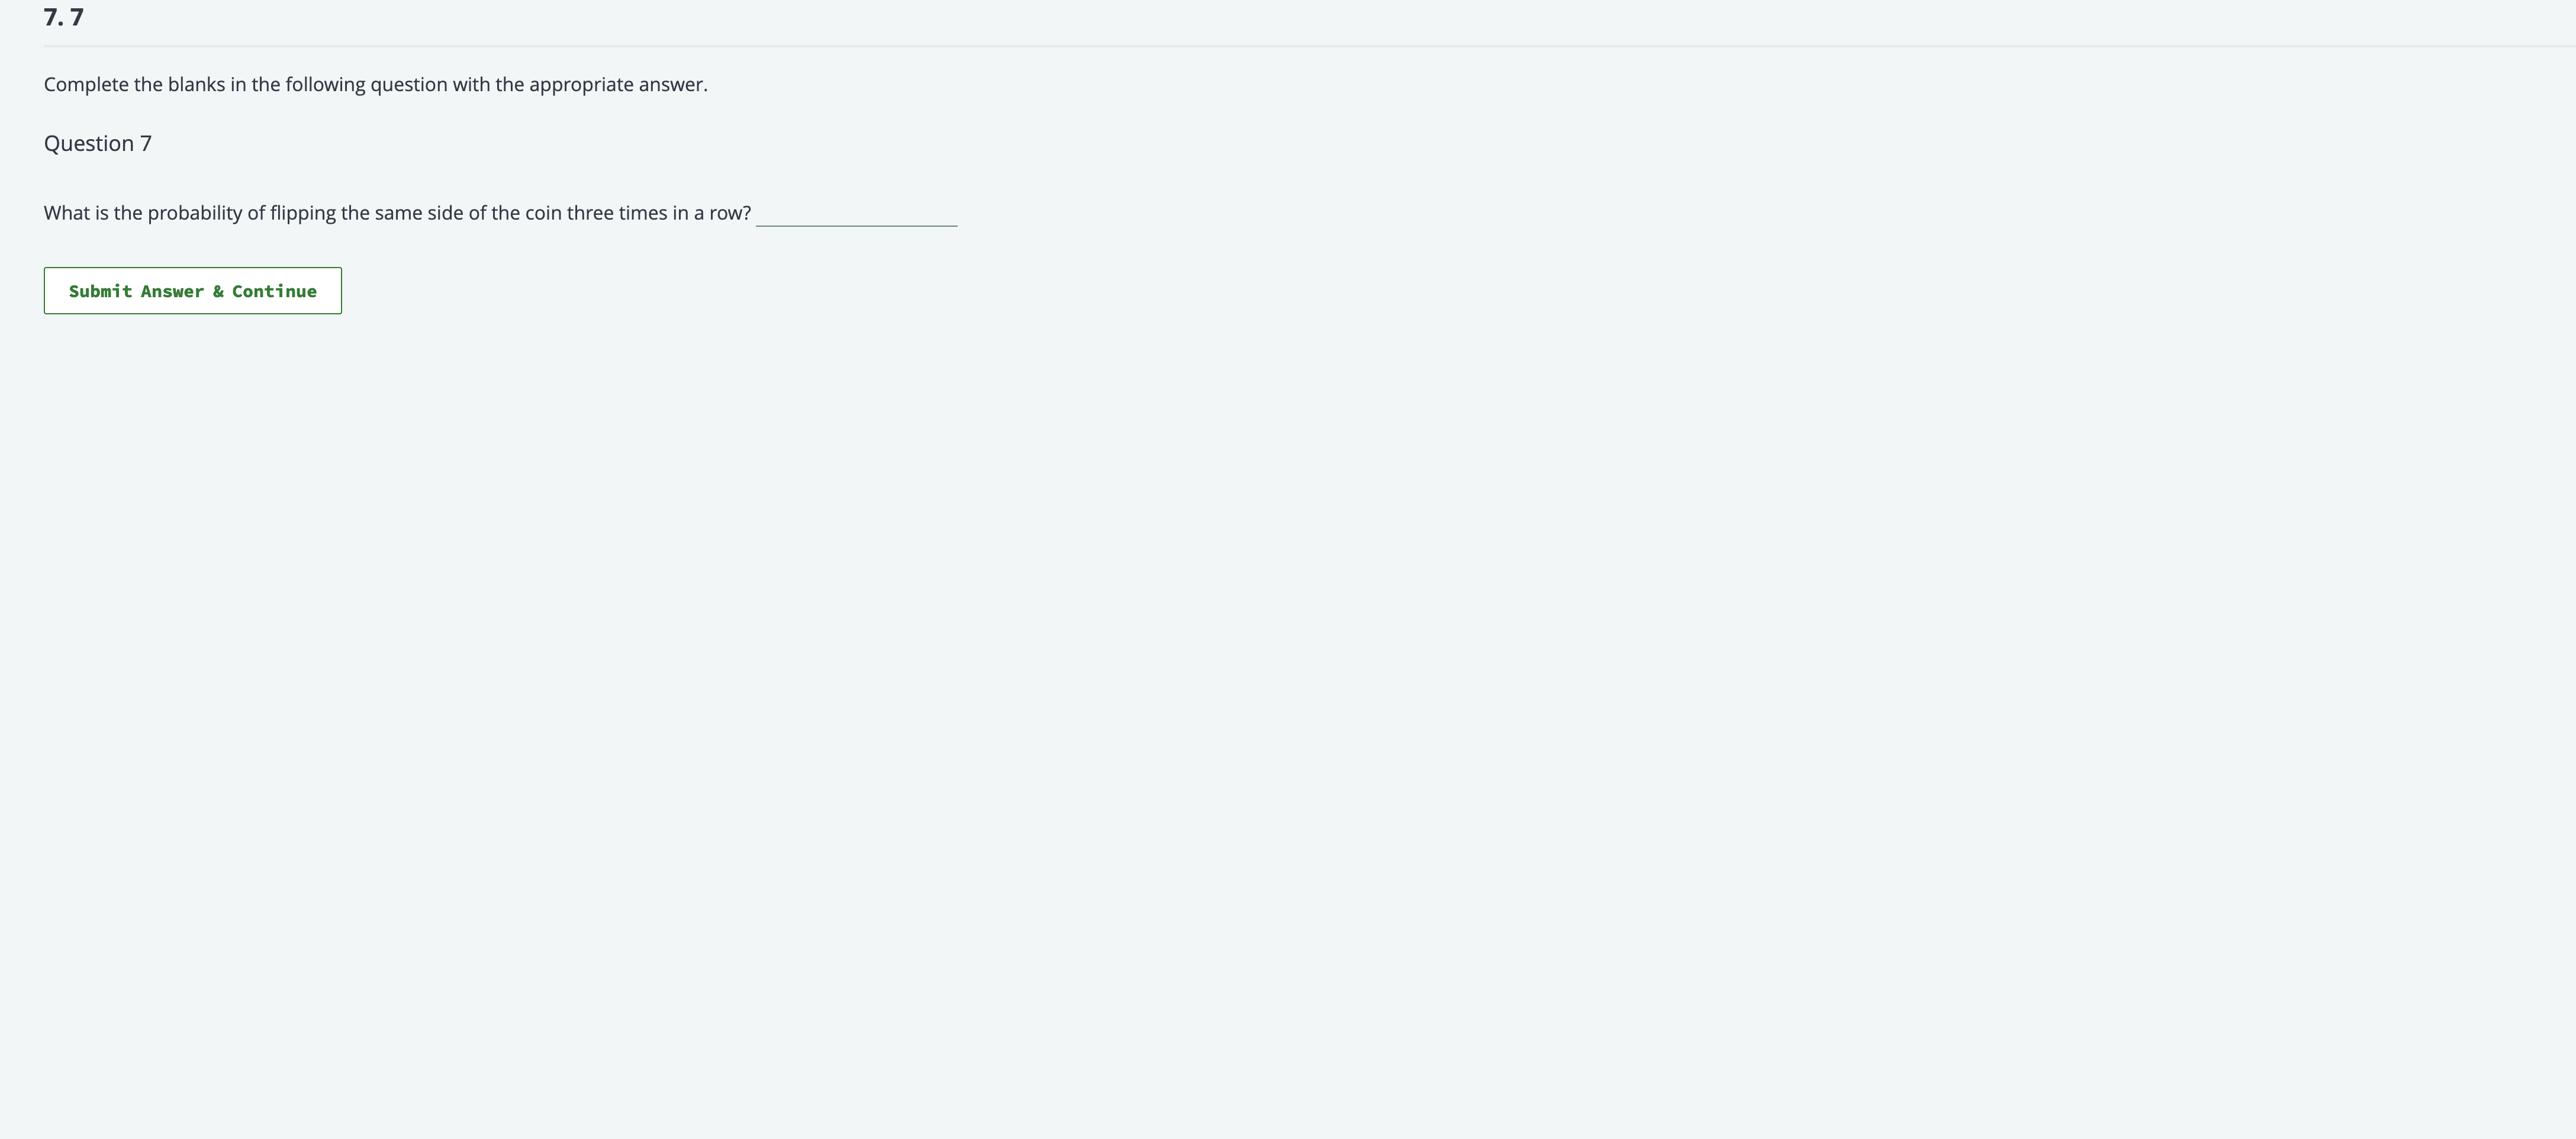 7. 7
Complete the blanks in the following question with the appropriate answer.
Question 7
What is the probability of flipping the same side of the coin three times in a row?
Submit Answer & Continue